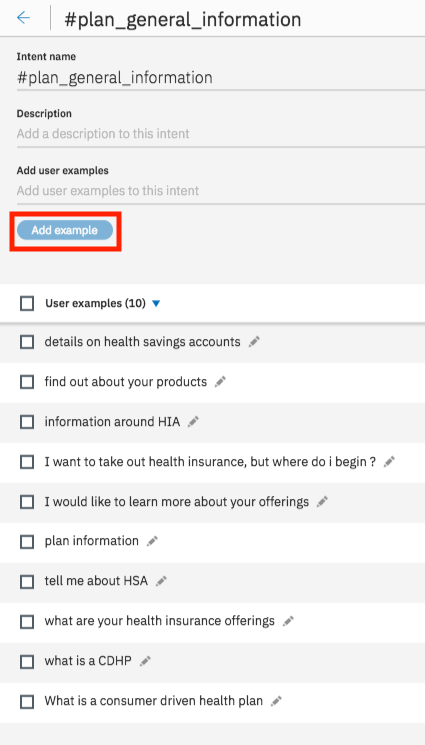 #plan_general_information
Intent name
#plan_general_information
Description
Add a description to this intent
Add user examples
Add user examples to this intent
Add example
User examples (10)
details on health savings accounts
find out about your products
information around HIA
I want to take out health insurance, but where do i begin ?
I would like to learn more about your offerings
plan information
tell me about HSA
what are your health insurance offerings
what is a CDHP
What is a consumer driven health plan